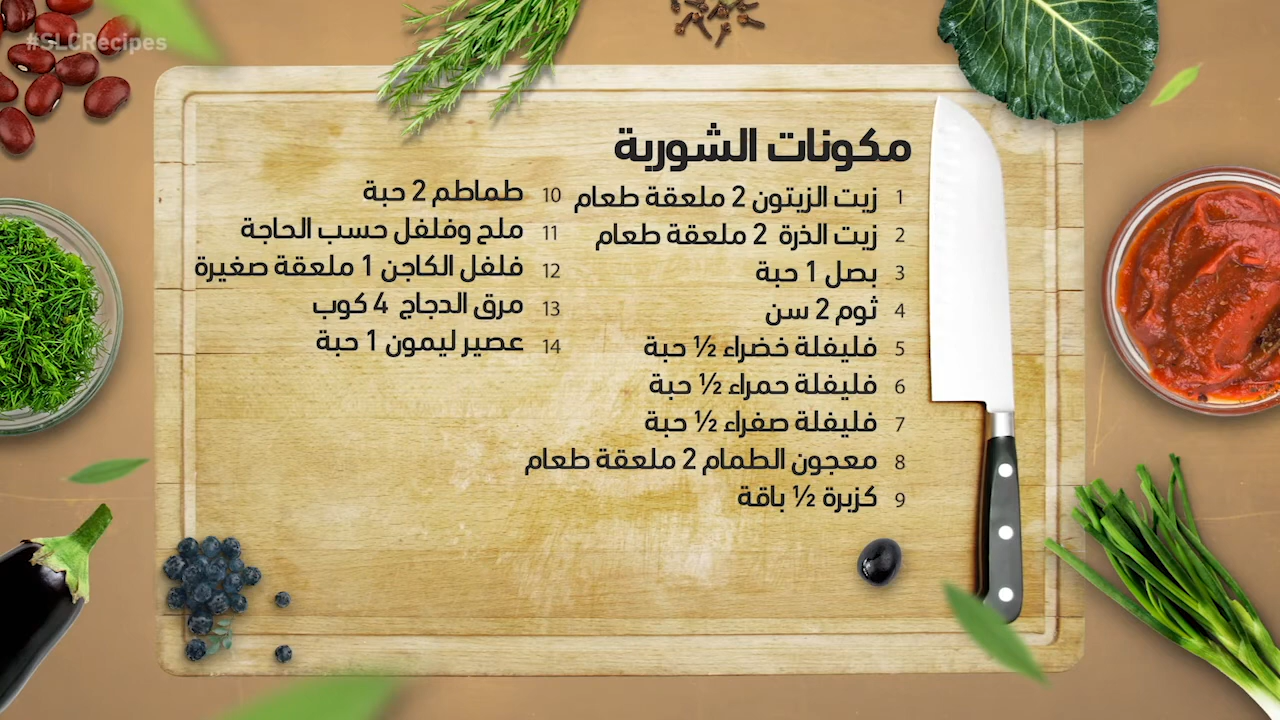 #SLCRecipes
مكونات الشوربة
1 زيت الزيتون 2 ملعقة طعام
2 زيت الذرة 2 ملعقة طعام
3 بصل 1 حبة
4 ثوم 2 سن
5 فليفلة خضراء ½ حبة
6 فليفلة حمراء ½ حبة
7 فليفلة صفراء ½ حبة
8 معجون الطمام 2 ملعقة طعام
9 كزبرة ½ باقة
10 طماطم 2 حبة
11 ملح وفلفل حسب الحاجة
12 فلفل الكاجن 1 ملعقة صغيرة
13 مرق الدجاج 4 كوب
14 عصير ليمون 1 حبة